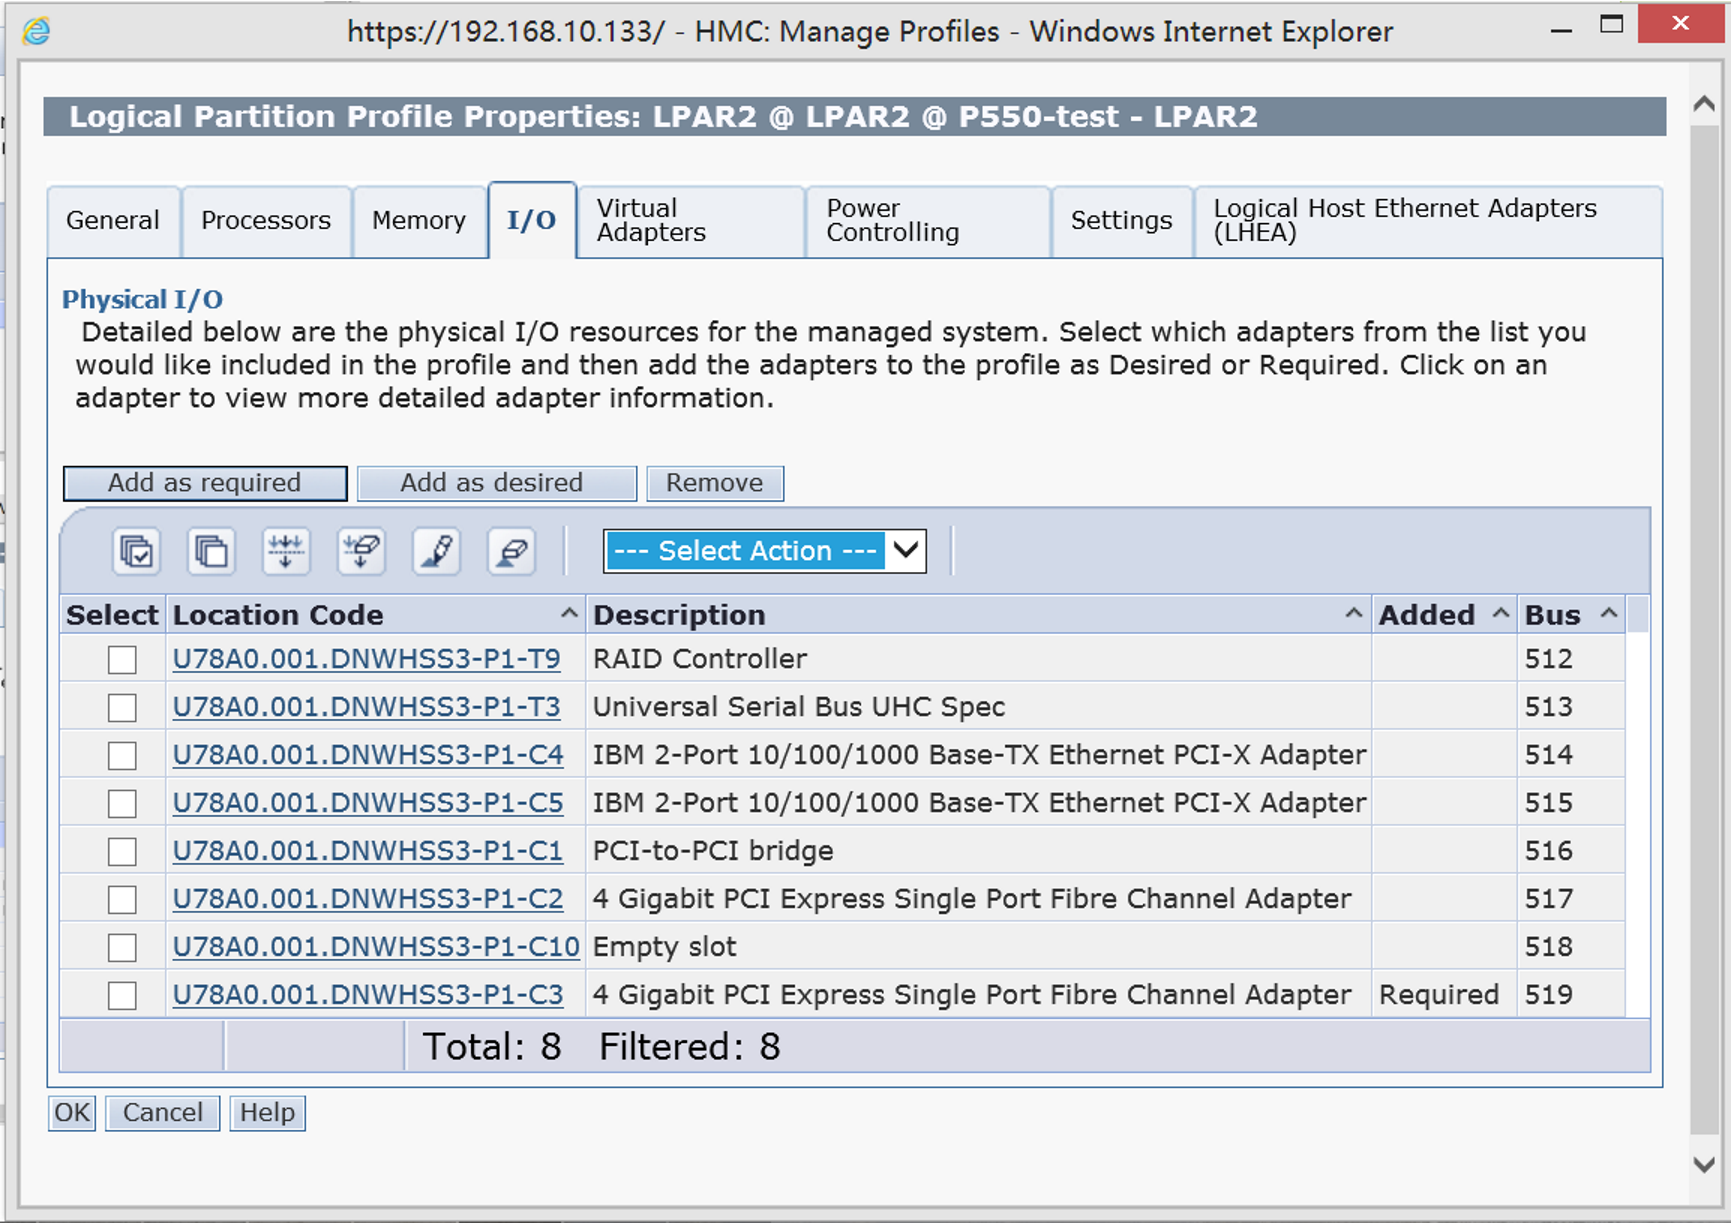 https://192.168.10.133/ - HMC: Manage Profiles - Windows Internet Explorer
Logical Partition Profile Properties: LPAR2 @ LPAR2 @ P550-test - LPAR2
General Processors Memory I/O Virtual Adapters Power Controlling Settings Logical Host Ethernet Adapters (LHEA)
Physical I/O
Detailed below are the physical I/O resources for the managed system. Select which adapters from the list you
would like included in the profile and then add the adapters to the profile as Desired or Required. Click on an
adapter to view more detailed adapter information.
Add as required Add as desired Remove
--- Select Action ---
Select Location Code Description Added Bus
U78A0.001.DNWHSS3-P1-T9 RAID Controller 512
U78A0.001.DNWHSS3-P1-T3 Universal Serial Bus UHC Spec 513
U78A0.001.DNWHSS3-P1-C4 IBM 2-Port 10/100/1000 Base-TX Ethernet PCI-X Adapter 514
U78A0.001.DNWHSS3-P1-C5 IBM 2-Port 10/100/1000 Base-TX Ethernet PCI-X Adapter 515
U78A0.001.DNWHSS3-P1-C1 PCI-to-PCI bridge 516
U78A0.001.DNWHSS3-P1-C2 4 Gigabit PCI Express Single Port Fibre Channel Adapter 517
U78A0.001.DNWHSS3-P1-C10 Empty slot 518
U78A0.001.DNWHSS3-P1-C3 4 Gigabit PCI Express Single Port Fibre Channel Adapter Required 519
Total: 8 Filtered: 8
OK Cancel Help